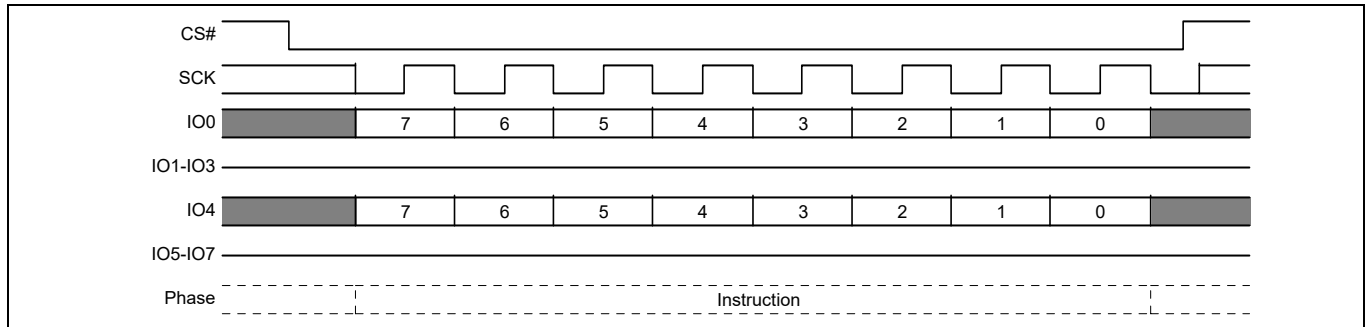 CS#
SCK
IO0 7 6 5 4 3 2 1 0
IO1-IO3
IO4 7 6 5 4 3 2 1 0
IO5-IO7
Phase Instruction